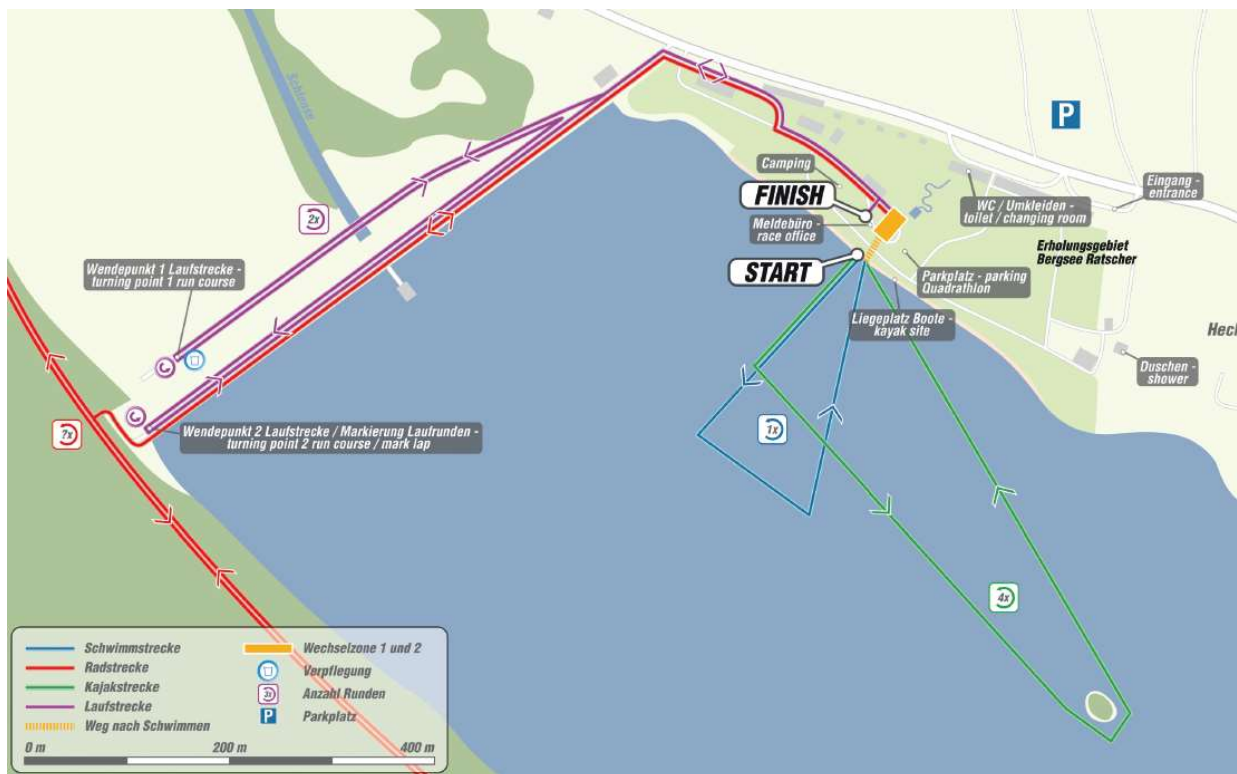 Schleuse
P
Camping
Eingang -
entrance
FINISH
WC / Umkleiden -
toilet / changing room
Meldebüro -
race office
2x
Erholungsgebiet
Bergsee Ratscher
START
Parkplatz - parking
Quadrathlon
Wendepunkt 1 Laufstrecke -
turning point 1 run course
Liegeplatz Boote -
kayak site
Duschen -
shower
?x
Wendepunkt 2 Laufstrecke / Markierung Laufrunden -
turning point 2 run course / mark lap
1x
4x
Schwimmstrecke
Radstrecke
Kajakstrecke
Laufstrecke
Weg nach Schwimmen
Wechselzone 1 und 2
Verpflegung
Anzahl Runden
P Parkplatz
0 m 200 m 400 m